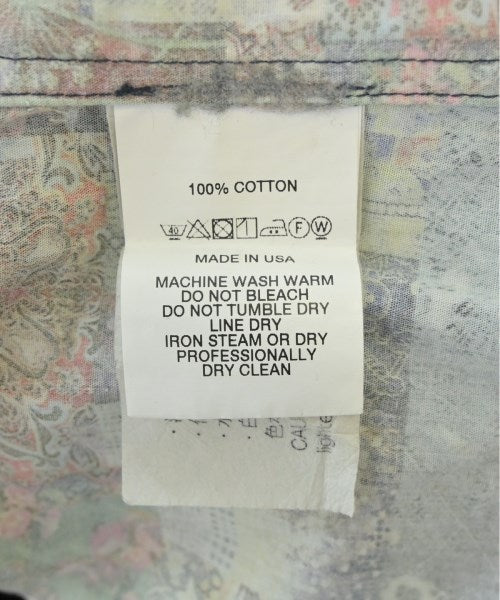 100% COTTON
40 F W
MADE IN USA
MACHINE WASH WARM
DO NOT BLEACH
DO NOT TUMBLE DRY
LINE DRY
IRON STEAM OR DRY
PROFESSIONALLY
DRY CLEAN